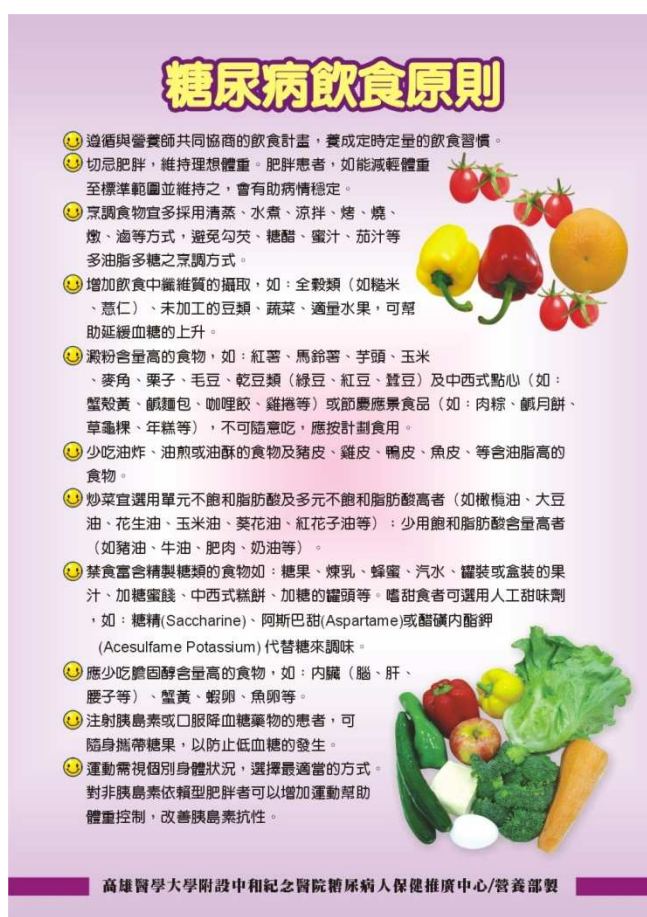 糖尿病飲食原則
遵循與營養師共同協商的飲食計畫，養成定時定量的飲食習慣。
切忌肥胖，維持理想體重。肥胖患者，如能減輕體重
至標準範圍並維持之，會有助病情穩定。
烹調食物宜多採用清蒸、水煮、涼拌、烤、燒、
燉、滷等方式，避免勾芡、糖醋、蜜汁、茄汁等
多油脂多糖之烹調方式。
增加飲食中纖維質的攝取，如：全穀類（如糙米
、薏仁）、未加工的豆類、蔬菜、適量水果，可幫
助延緩血糖的上升。
澱粉含量高的食物，如：紅薯、馬鈴薯、芋頭、玉米
、麥角、栗子、毛豆、乾豆類（綠豆、紅豆、蠶豆）及中西式點心（如：
蟹殼黃、鹹麵包、咖哩餃、雞捲等）或節慶應景食品（如：肉粽、鹹月餅、
草龜粿、年糕等），不可隨意吃，應按計劃食用。
少吃油炸、油煎或油酥的食物及豬皮、雞皮、鴨皮、魚皮、等含油脂高的
食物。
炒菜宜選用單元不飽和脂肪酸及多元不飽和脂肪酸高者（如橄欖油、大豆
油、花生油、玉米油、葵花油、紅花子油等）；少用飽和脂肪酸含量高者
（如豬油、牛油、肥肉、奶油等）。
禁食富含精製糖類的食物如：糖果、煉乳、蜂蜜、汽水、罐裝或盒裝的果
汁、加糖蜜餞、中西式糕餅、加糖的罐頭等。嗜甜食者可選用人工甜味劑
，如：糖精(Saccharine)、阿斯巴甜(Aspartame)或醋磺內酯鉀
(Acesulfame Potassium) 代替糖來調味。
應少吃膽固醇含量高的食物，如：內臟（腦、肝、
腰子等）、蟹黃、蝦卵、魚卵等。
注射胰島素或口服降血糖藥物的患者，可
隨身攜帶糖果，以防止低血糖的發生。
運動需視個別身體狀況，選擇最適當的方式。
對非胰島素依賴型肥胖者可以增加運動幫助
體重控制，改善胰島素抗性。
高雄醫學大學附設中和紀念醫院糖尿病人保健推廣中心/營養部製